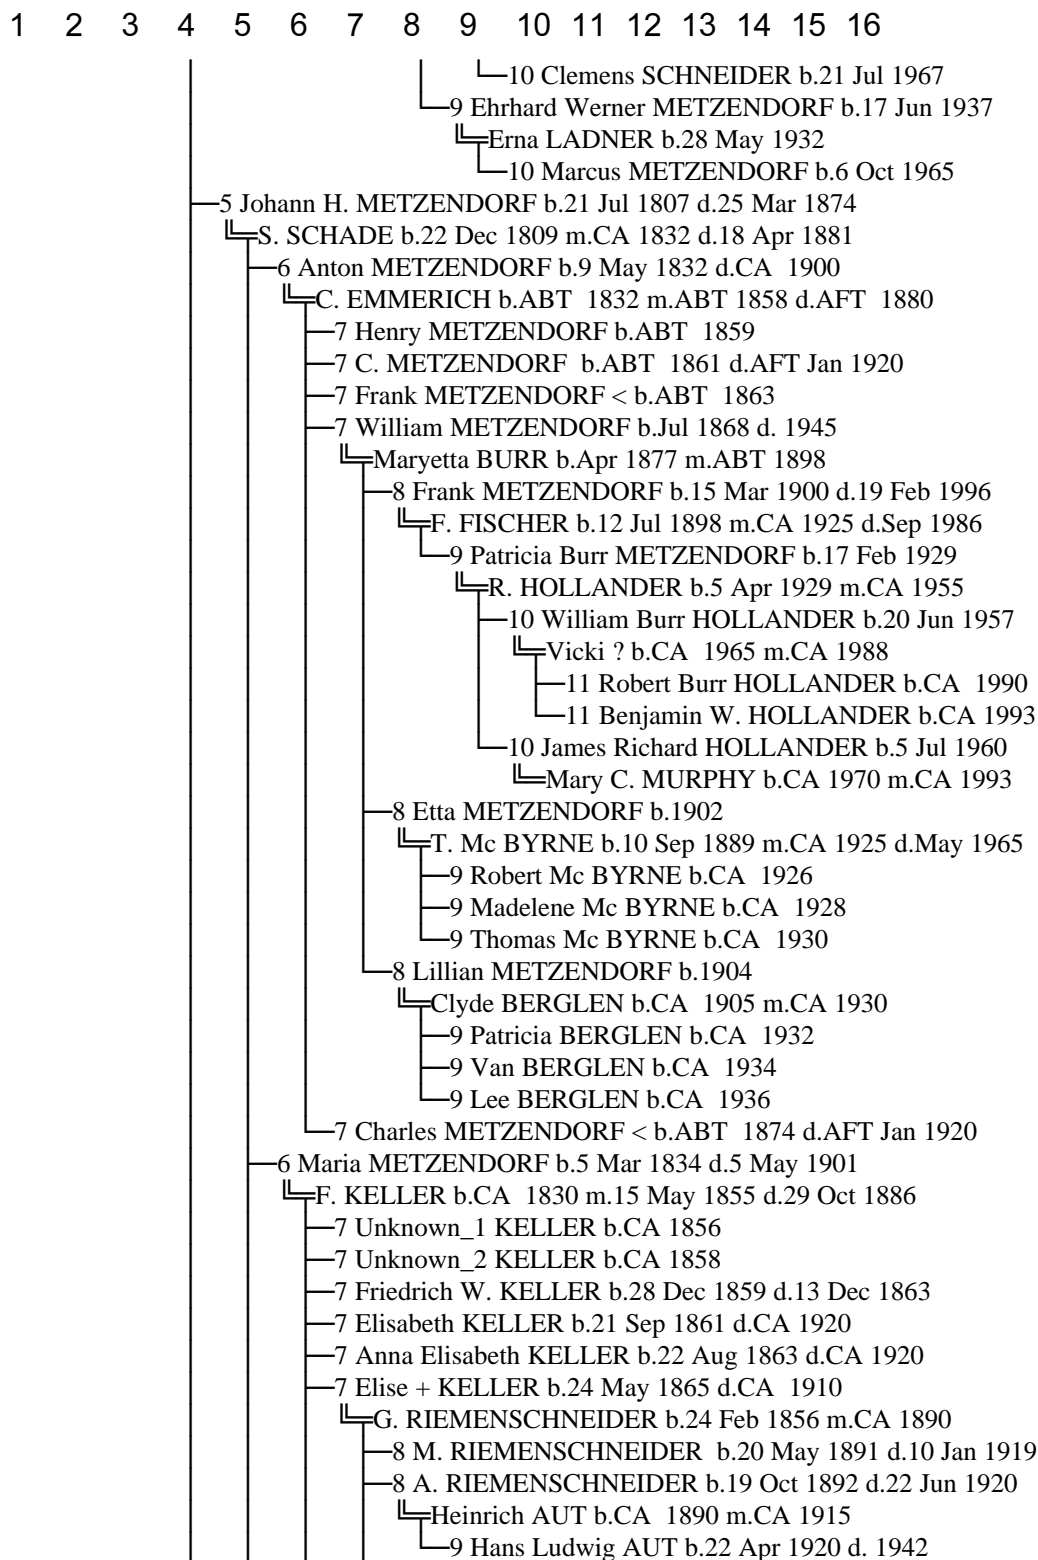 1 2 3 4 5 6 7 8 9 10 11 12 13 14 15 16
10 Clemens SCHNEIDER b.21 Jul 1967
9 Ehrhard Werner METZENDORF b.17 Jun 1937
Erna LADNER b.28 May 1932
10 Marcus METZENDORF b.6 Oct 1965
5 Johann H. METZENDORF b.21 Jul 1807 d.25 Mar 1874
S. SCHADE b.22 Dec 1809 m.CA 1832 d.18 Apr 1881
6 Anton METZENDORF b.9 May 1832 d.CA 1900
C. EMMERICH b.ABT 1832 m.ABT 1858 d.AFT 1880
7 Henry METZENDORF b.ABT 1859
7 C. METZENDORF b.ABT 1861 d.AFT Jan 1920
7 Frank METZENDORF < b.ABT 1863
7 William METZENDORF b.Jul 1868 d. 1945
Maryetta BURR b.Apr 1877 m.ABT 1898
8 Frank METZENDORF b.15 Mar 1900 d.19 Feb 1996
F. FISCHER b.12 Jul 1898 m.CA 1925 d.Sep 1986
9 Patricia Burr METZENDORF b.17 Feb 1929
R. HOLLANDER b.5 Apr 1929 m.CA 1955
10 William Burr HOLLANDER b.20 Jun 1957
Vicki ? b.CA 1965 m.CA 1988
11 Robert Burr HOLLANDER b.CA 1990
11 Benjamin W. HOLLANDER b.CA 1993
10 James Richard HOLLANDER b.5 Jul 1960
Mary C. MURPHY b.CA 1970 m.CA 1993
8 Etta METZENDORF b.1902
T. Mc BYRNE b.10 Sep 1889 m.CA 1925 d.May 1965
9 Robert Mc BYRNE b.CA 1926
9 Madelene Mc BYRNE b.CA 1928
9 Thomas Mc BYRNE b.CA 1930
8 Lillian METZENDORF b.1904
Clyde BERGLEN b.CA 1905 m.CA 1930
9 Patricia BERGLEN b.CA 1932
9 Van BERGLEN b.CA 1934
9 Lee BERGLEN b.CA 1936
7 Charles METZENDORF < b.ABT 1874 d.AFT Jan 1920
6 Maria METZENDORF b.5 Mar 1834 d.5 May 1901
F. KELLER b.CA 1830 m.15 May 1855 d.29 Oct 1886
7 Unknown_1 KELLER b.CA 1856
7 Unknown_2 KELLER b.CA 1858
7 Friedrich W. KELLER b.28 Dec 1859 d.13 Dec 1863
7 Elisabeth KELLER b.21 Sep 1861 d.CA 1920
7 Anna Elisabeth KELLER b.22 Aug 1863 d.CA 1920
7 Elise + KELLER b.24 May 1865 d.CA 1910
G. RIEMENSCHNEIDER b.24 Feb 1856 m.CA 1890
8 M. RIEMENSCHNEIDER b.20 May 1891 d.10 Jan 1919
8 A. RIEMENSCHNEIDER b.19 Oct 1892 d.22 Jun 1920
Heinrich AUT b.CA 1890 m.CA 1915
9 Hans Ludwig AUT b.22 Apr 1920 d. 1942